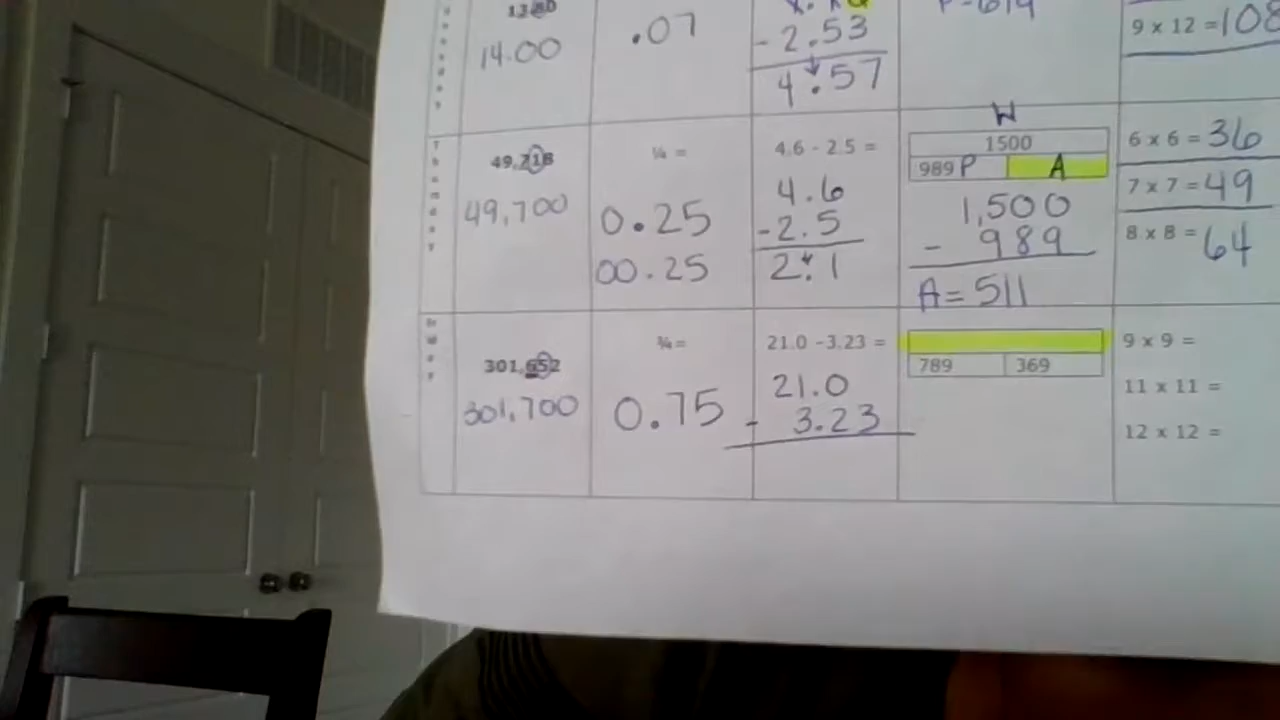 14.00
.07
- 2.53
4.57
9 x 12 = 108
Thursday
49,218
49,700
¼ =
0.25
00.25
4.6 - 2.5 =
4.6
-2.5
2.1
W
1500
989 P
A
1,500
- 989
A = 511
6 x 6 = 36
7 x 7 = 49
8 x 8 = 64
301,652
301,700
¾ =
0.75
21.0 -3.23 =
21.0
- 3.23
789
369
9 x 9 =
11 x 11 =
12 x 12 =